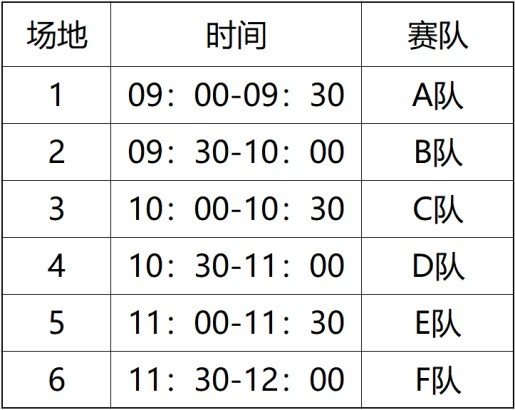 场地 时间 赛队
1 09：00-09：30 A队
2 09：30-10：00 B队
3 10：00-10：30 C队
4 10：30-11：00 D队
5 11：00-11：30 E队
6 11：30-12：00 F队